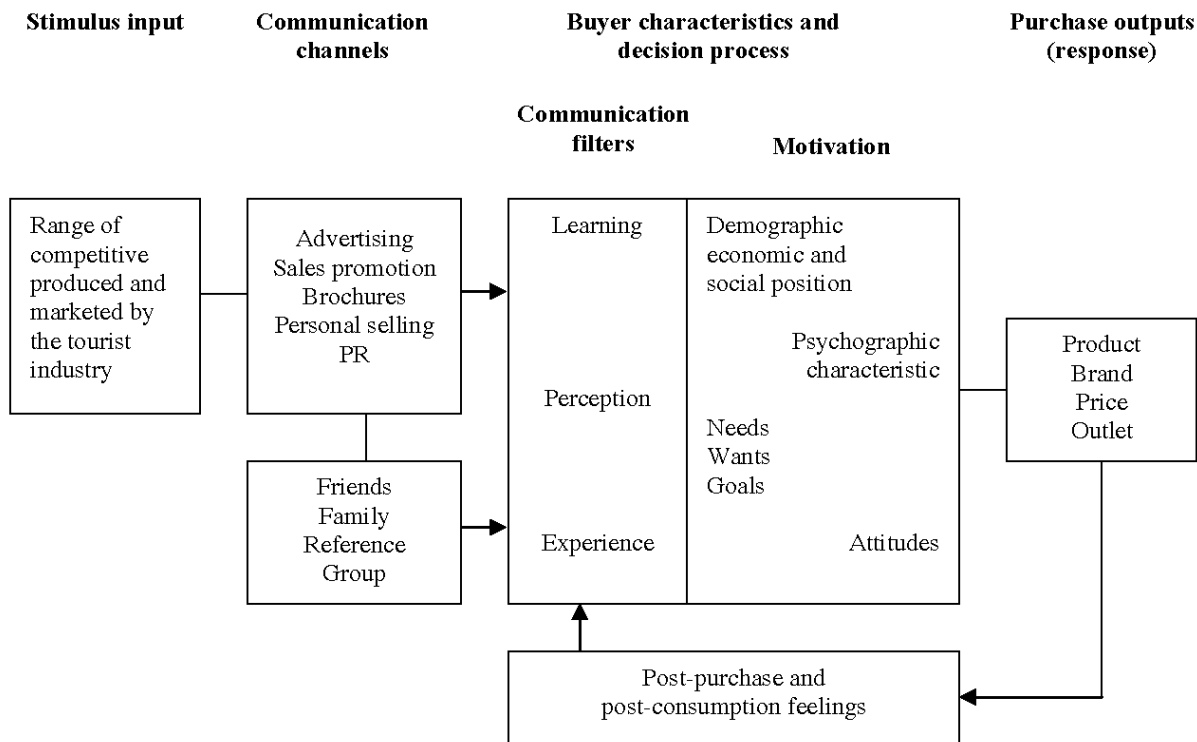 Stimulus input
Communication
channels
Buyer characteristics and
decision process
Purchase outputs
(response)
Communication
filters
Motivation
Range of
competitive
produced and
marketed by
the tourist
industry
Advertising
Sales promotion
Brochures
Personal selling
PR
Friends
Family
Reference
Group
Learning
Perception
Experience
Demographic
economic and
social position
Psychographic
characteristic
Needs
Wants
Goals
Attitudes
Product
Brand
Price
Outlet
Post-purchase and
post-consumption feelings